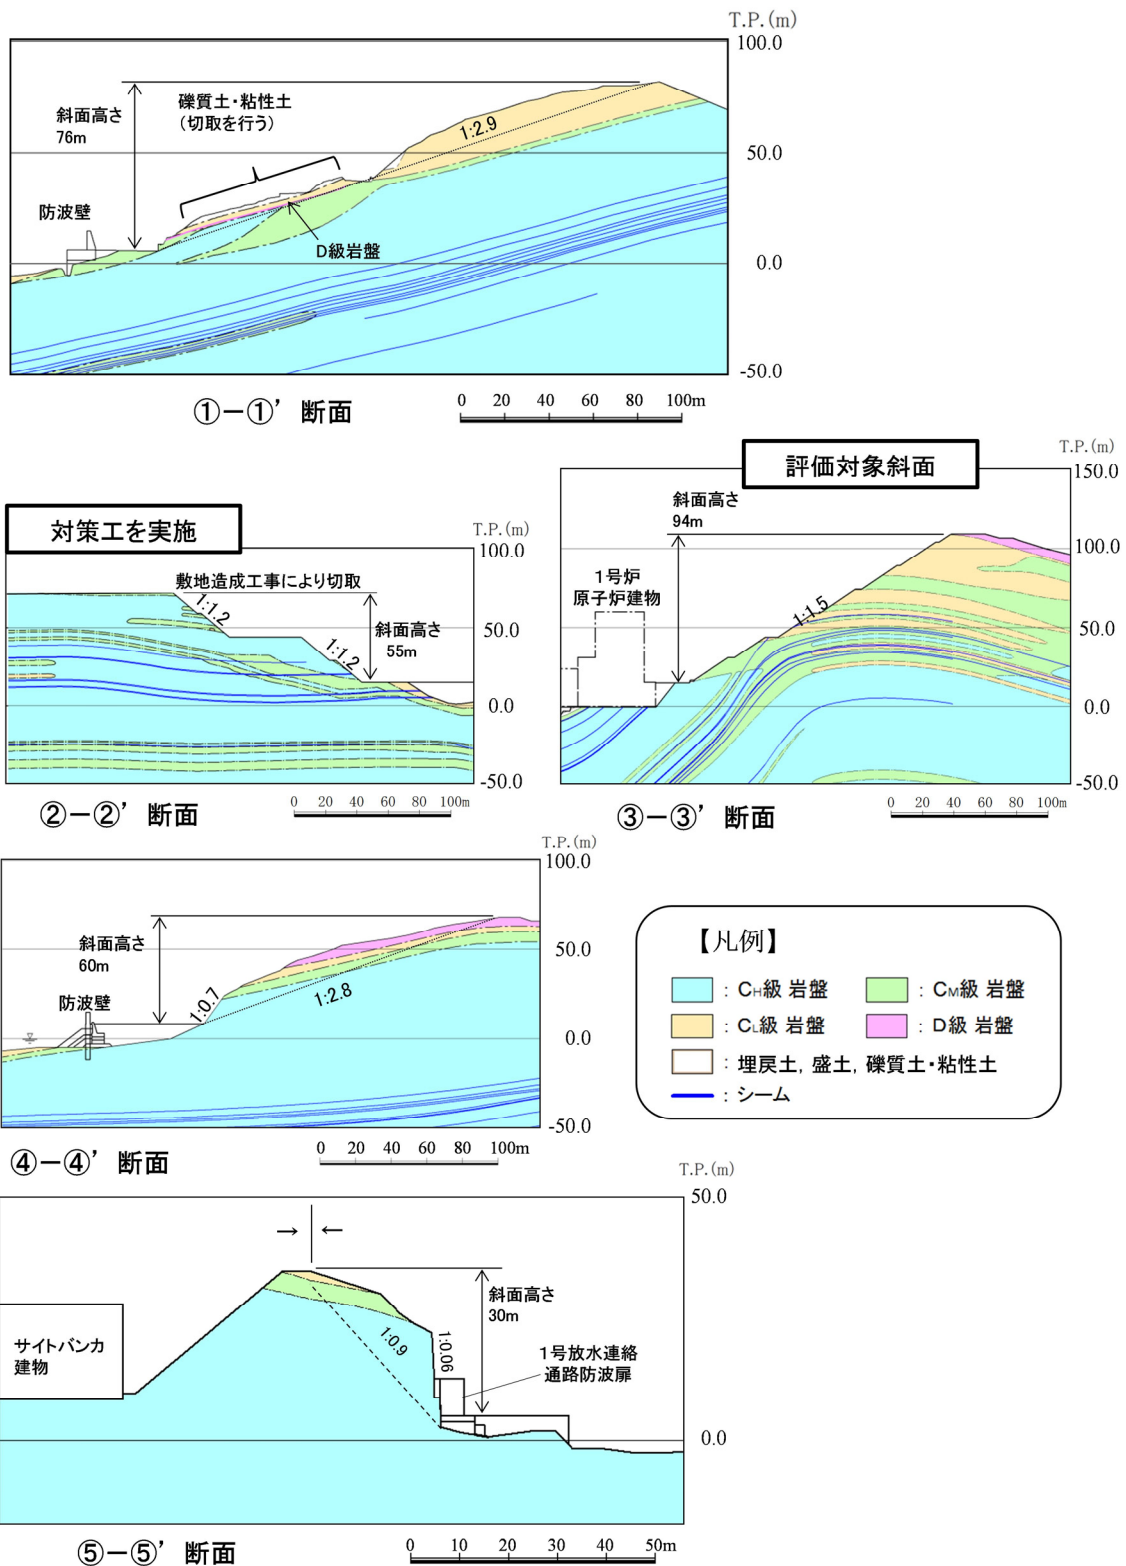 T.P.(m)
100.0
斜面高さ
76m
礫質土・粘性土
(切取を行う)
1:2.9
50.0
防波壁
D級岩盤
0.0
-50.0
①－①’ 断面
0 20 40 60 80 100m
評価対象斜面
T.P.(m)
150.0
斜面高さ
94m
100.0
1号炉
原子炉建物
1:1.5
50.0
0.0
-50.0
③－③’ 断面
0 20 40 60 80 100m
対策工を実施
T.P.(m)
100.0
敷地造成工事により切取
1:1.2
斜面高さ
55m
50.0
1:1.2
0.0
-50.0
②－②’ 断面
0 20 40 60 80 100m
T.P.(m)
100.0
斜面高さ
60m
50.0
防波壁
1:0.7
1:2.8
0.0
-50.0
④－④’ 断面
0 20 40 60 80 100m
【凡例】
：CH級 岩盤
：CM級 岩盤
：CL級 岩盤
：D級 岩盤
：埋戻土，盛土，礫質土・粘性土
：シーム
T.P.(m)
50.0
斜面高さ
30m
サイトバンカ
建物
1:0.9
1:0.06
1号放水連絡
通路防波扉
0.0
⑤－⑤’ 断面
0 10 20 30 40 50m